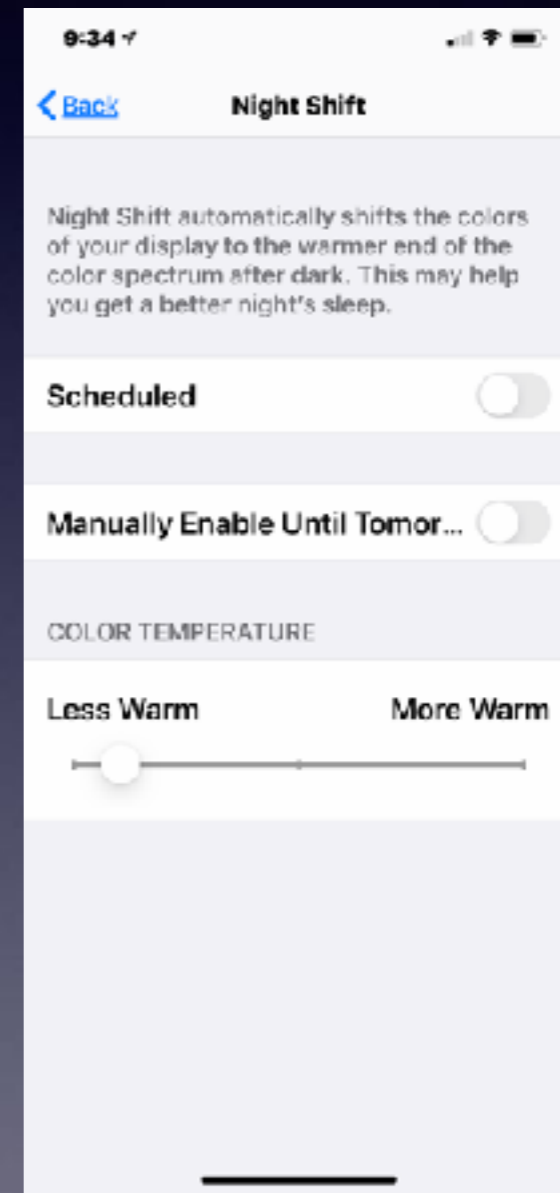 9:34
Back
Night Shift
Night Shift automatically shifts the colors
of your display to the warmer end of the
color spectrum after dark. This may help
you get a better night's sleep.
Scheduled
Manually Enable Until Tomor...
COLOR TEMPERATURE
Less Warm
More Warm